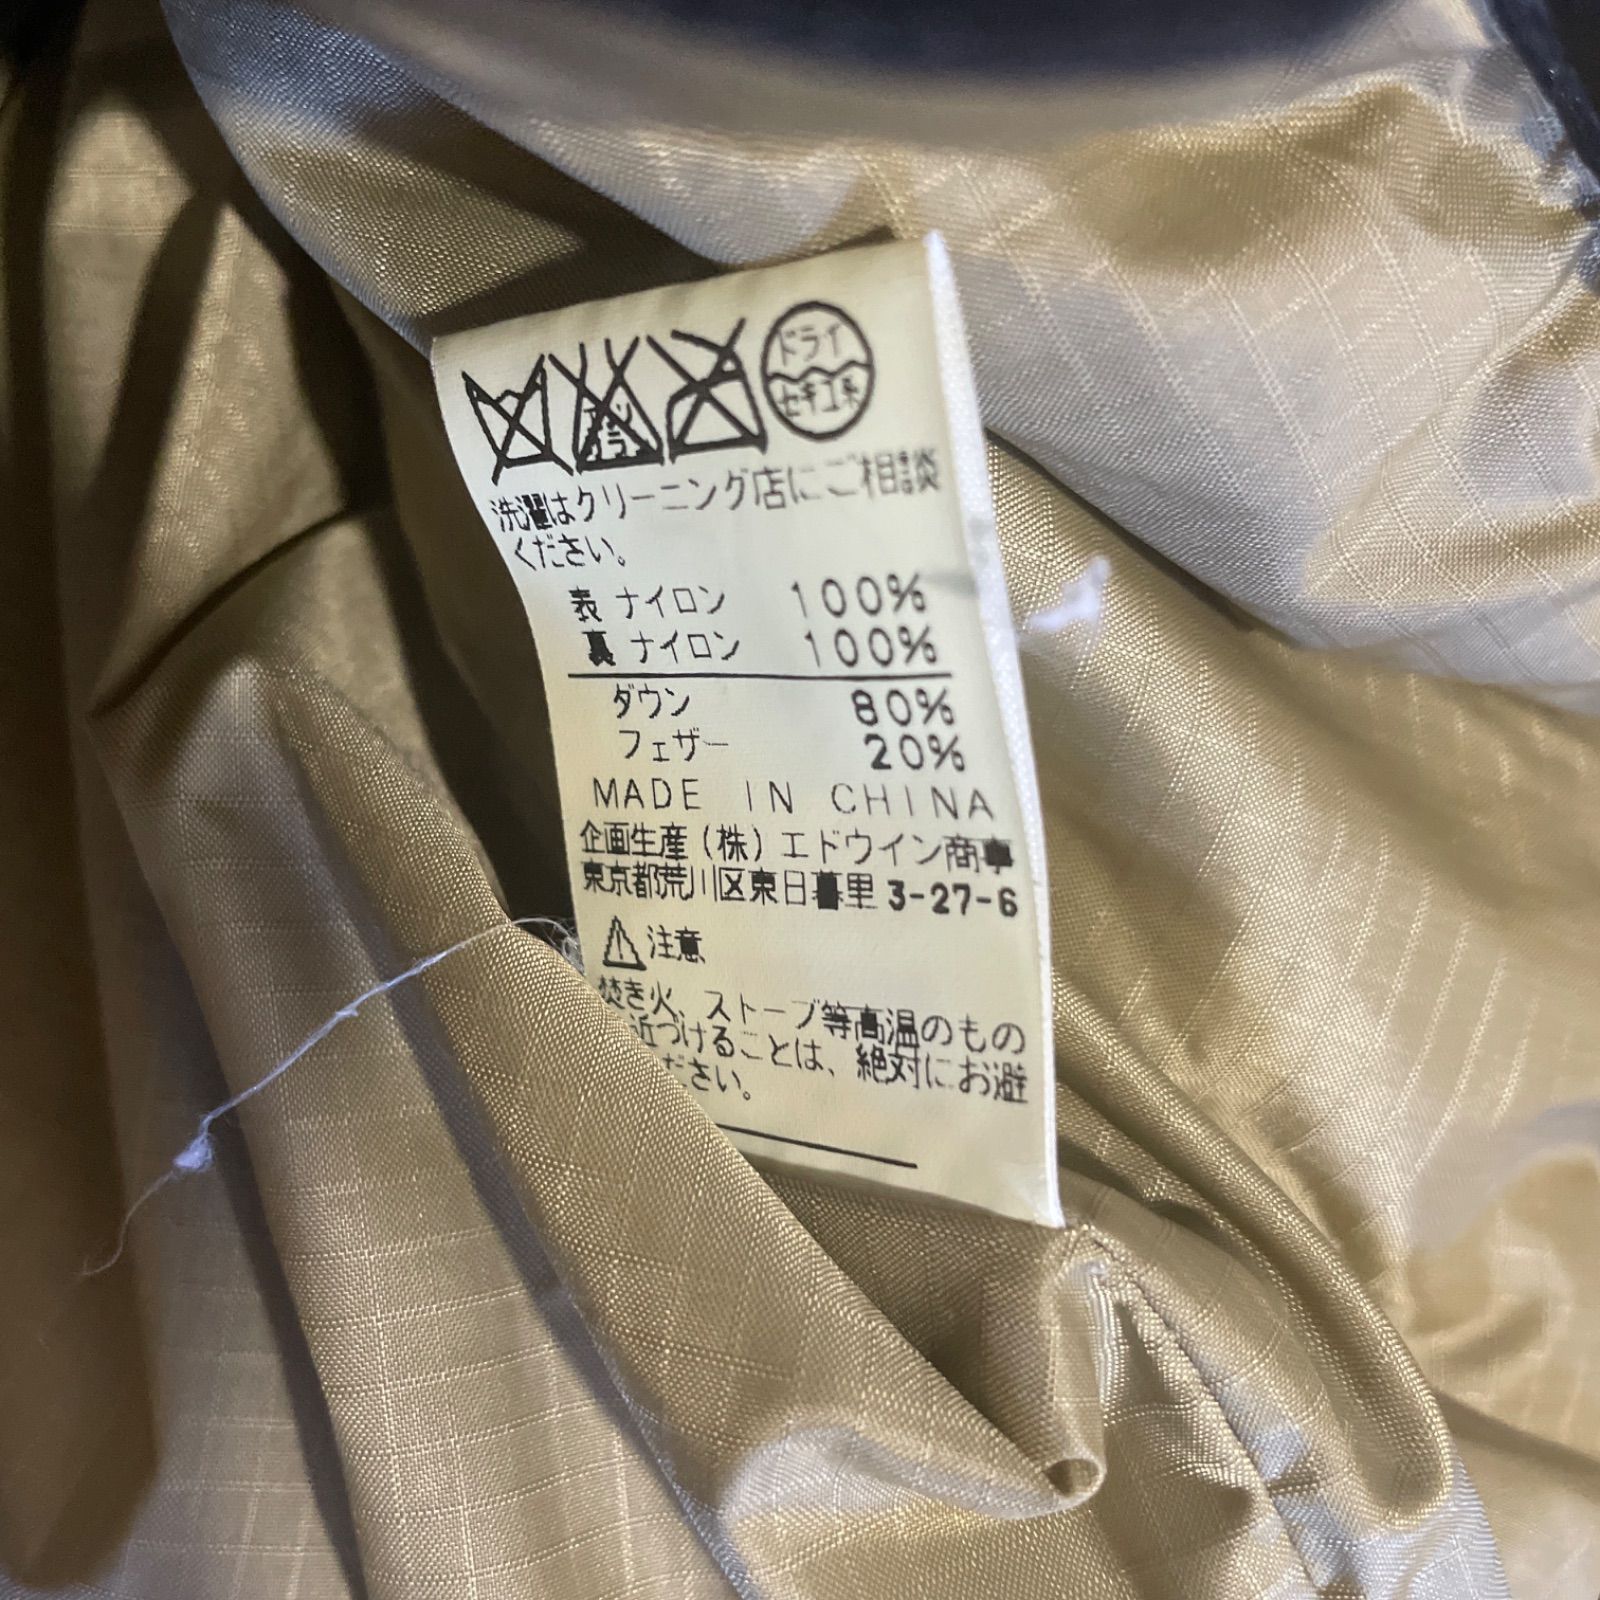 ドライ
セキユ系
洗濯はクリーニング店にご相談
ください。
表 ナイロン 100%
裏 ナイロン 100%
ダウン 80%
フェザー 20%
MADE IN CHINA
企画生産(株)エドウイン商事
東京都荒川区東日暮里 3-27-6
注意
焚き火、ストーブ等高温のもの
近づけることは、絶対にお避
ださい。